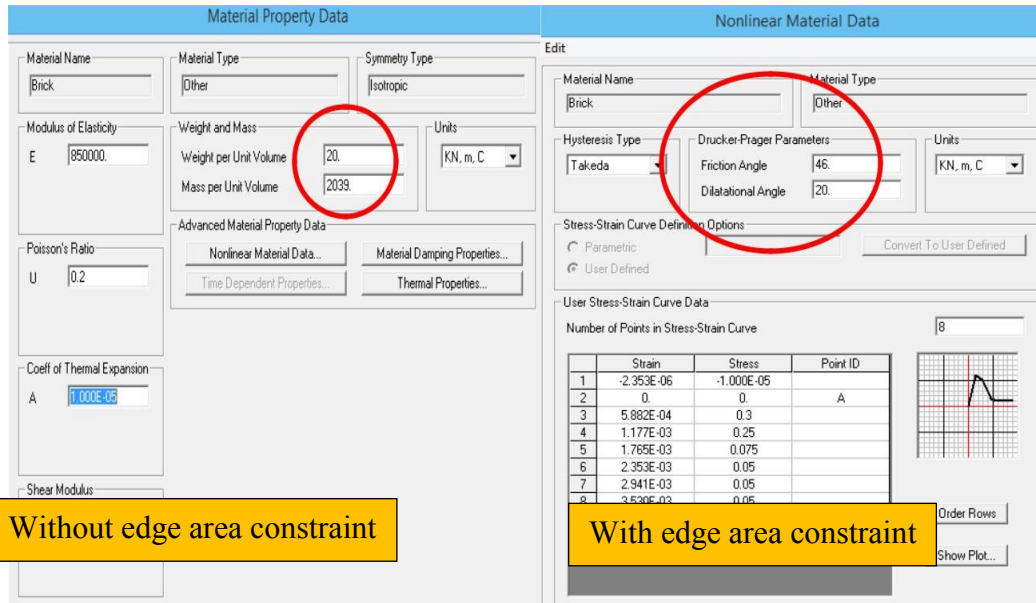 Material Property Data
Material Name
Brick
Material Type
Other
Symmetry Type
Isotropic
Modulus of Elasticity
E 850000.
Weight and Mass
Weight per Unit Volume 20.
Mass per Unit Volume 2039.
Units
KN, m, C
Poisson's Ratio
U 0.2
Advanced Material Property Data
Nonlinear Material Data... Material Damping Properties...
Time Dependent Properties... Thermal Properties...
Coeff of Thermal Expansion
A 1.000E-05
Shear Modulus
Without edge area constraint
Nonlinear Material Data
Edit
Material Name
Brick
Material Type
Other
Hysteresis Type
Takeda
Drucker-Prager Parameters
Friction Angle 46.
Dilatational Angle 20.
Units
KN, m, C
Stress-Strain Curve Definition Options
Parametric
User Defined
Convert To User Defined
User Stress-Strain Curve Data
Number of Points in Stress-Strain Curve 8
Strain Stress Point ID
1 -2.353E-06 -1.000E-05
2 0. 0. A
3 5.882E-04 0.3
4 1.177E-03 0.25
5 1.765E-03 0.075
6 2.353E-03 0.05
7 2.941E-03 0.05
8 3.530E-03 0.05
Order Rows
Show Plot...
With edge area constraint